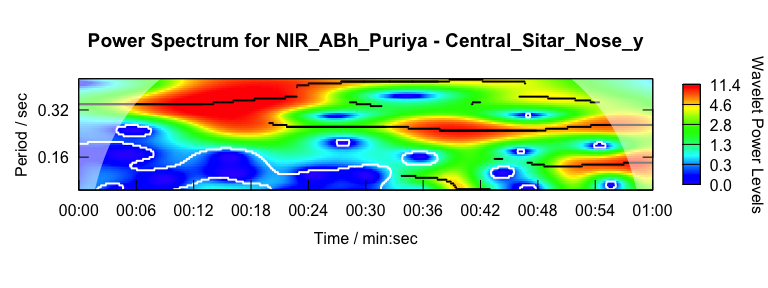 Power Spectrum for NIR_ABh_Puriya - Central_Sitar_Nose_y
Period / sec
0.32
0.16
00:00 00:06 00:12 00:18 00:24 00:30 00:36 00:42 00:48 00:54 01:00
Time / min:sec
11.4
4.6
2.8
1.3
0.3
0.0
Wavelet Power Levels